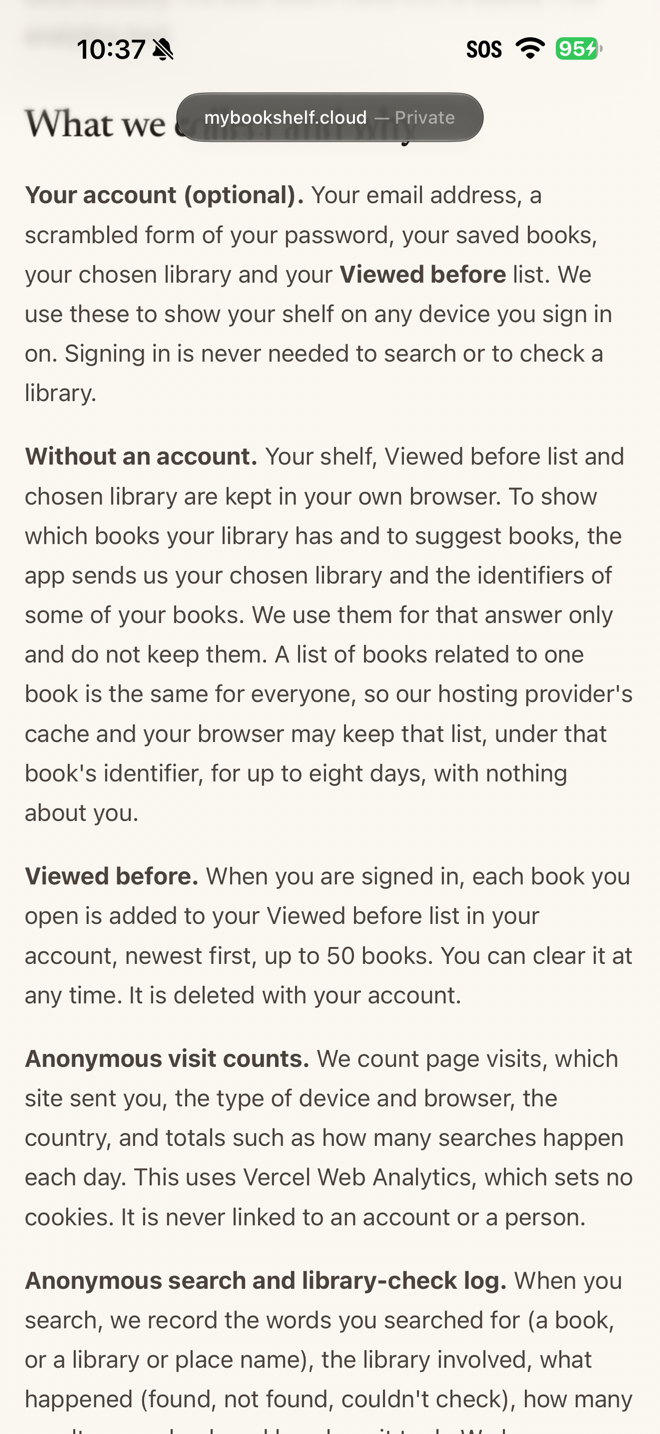 10:37 SOS 95
What we
mybookshelf.cloud — Private
Your account (optional). Your email address, a
scrambled form of your password, your saved books,
your chosen library and your Viewed before list. We
use these to show your shelf on any device you sign in
on. Signing in is never needed to search or to check a
library.
Without an account. Your shelf, Viewed before list and
chosen library are kept in your own browser. To show
which books your library has and to suggest books, the
app sends us your chosen library and the identifiers of
some of your books. We use them for that answer only
and do not keep them. A list of books related to one
book is the same for everyone, so our hosting provider's
cache and your browser may keep that list, under that
book's identifier, for up to eight days, with nothing
about you.
Viewed before. When you are signed in, each book you
open is added to your Viewed before list in your
account, newest first, up to 50 books. You can clear it at
any time. It is deleted with your account.
Anonymous visit counts. We count page visits, which
site sent you, the type of device and browser, the
country, and totals such as how many searches happen
each day. This uses Vercel Web Analytics, which sets no
cookies. It is never linked to an account or a person.
Anonymous search and library-check log. When you
search, we record the words you searched for (a book,
or a library or place name), the library involved, what
happened (found, not found, couldn't check), how many